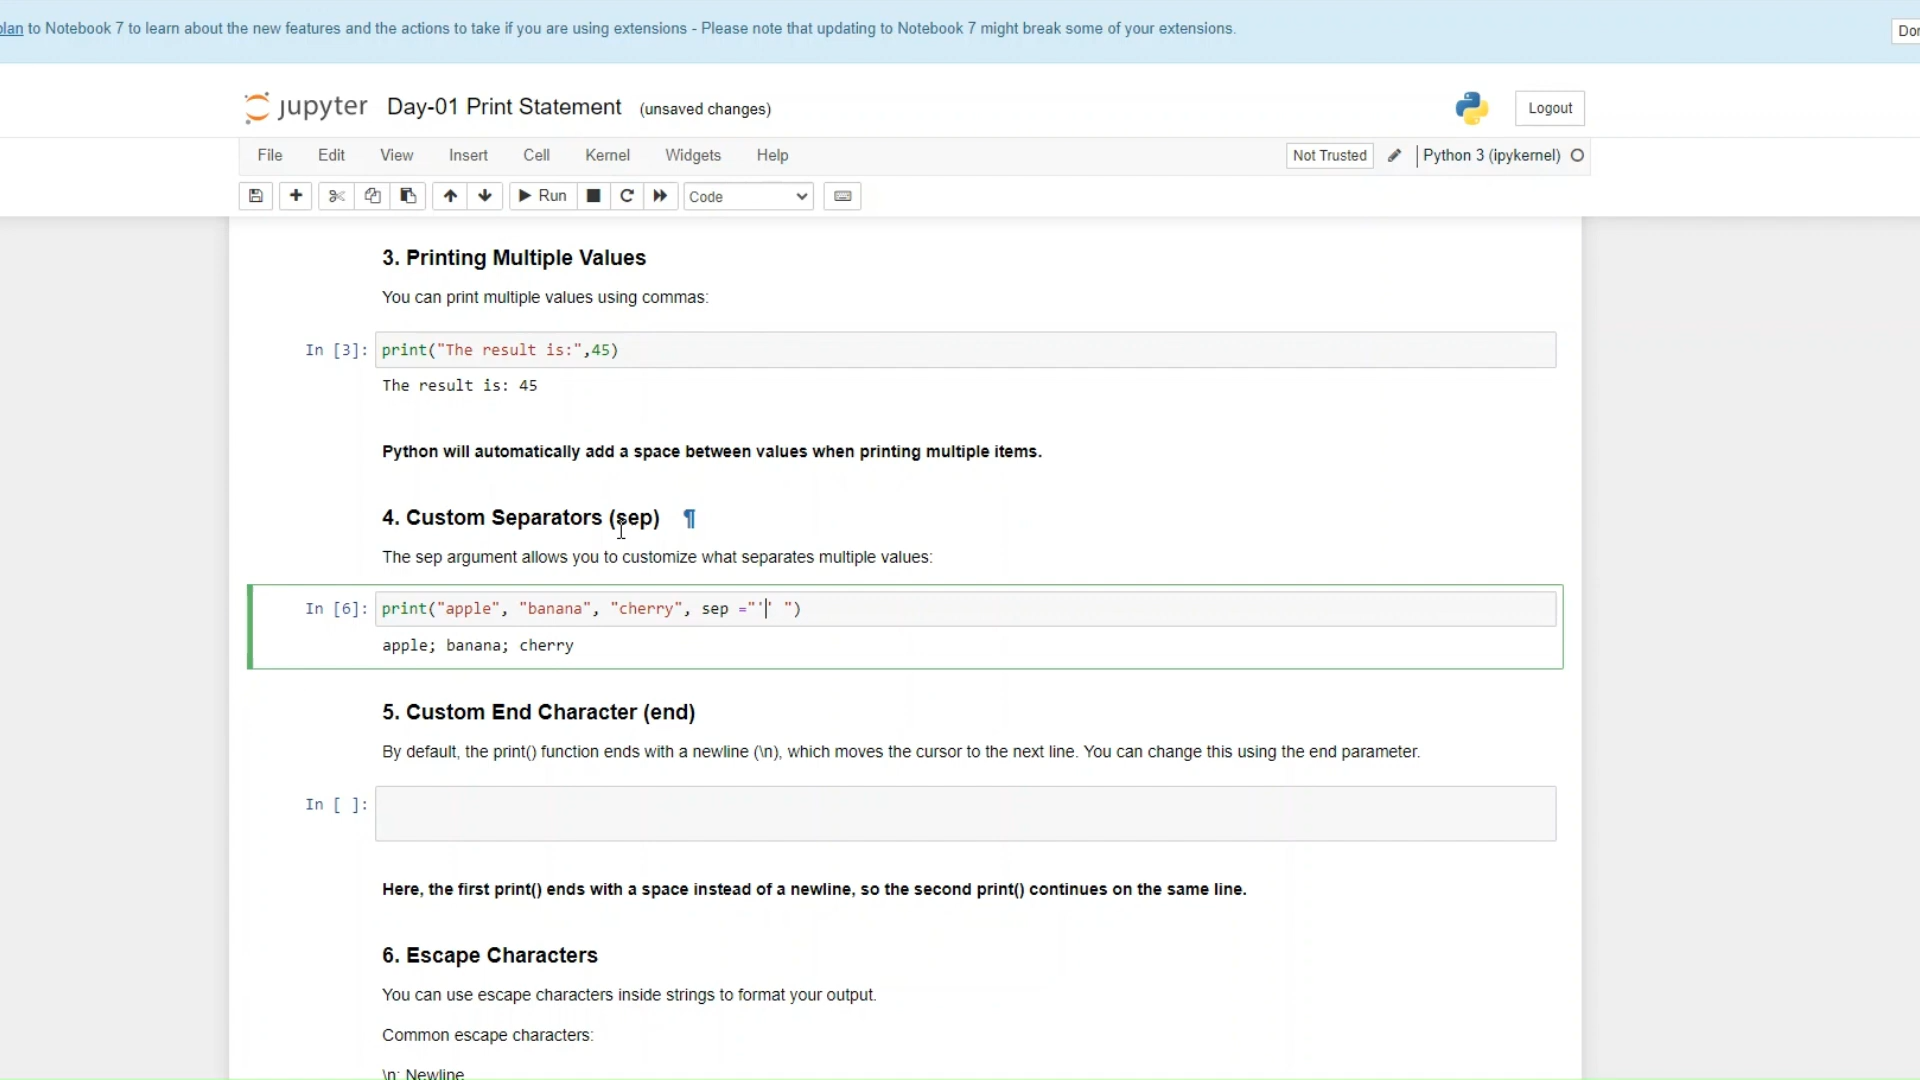 plan to Notebook 7 to learn about the new features and the actions to take if you are using extensions - Please note that updating to Notebook 7 might break some of your extensions.
jupyter Day-01 Print Statement (unsaved changes)
Logout
File Edit View Insert Cell Kernel Widgets Help
Not Trusted Python 3 (ipykernel)
Run Code
3. Printing Multiple Values
You can print multiple values using commas:
In [3]: print("The result is:",45)
The result is: 45
Python will automatically add a space between values when printing multiple items.
4. Custom Separators (sep) ¶
The sep argument allows you to customize what separates multiple values:
In [6]: print("apple", "banana", "cherry", sep ="'' ")
apple; banana; cherry
5. Custom End Character (end)
By default, the print() function ends with a newline (\n), which moves the cursor to the next line. You can change this using the end parameter.
In [ ]:
Here, the first print() ends with a space instead of a newline, so the second print() continues on the same line.
6. Escape Characters
You can use escape characters inside strings to format your output.
Common escape characters:
\n: Newline